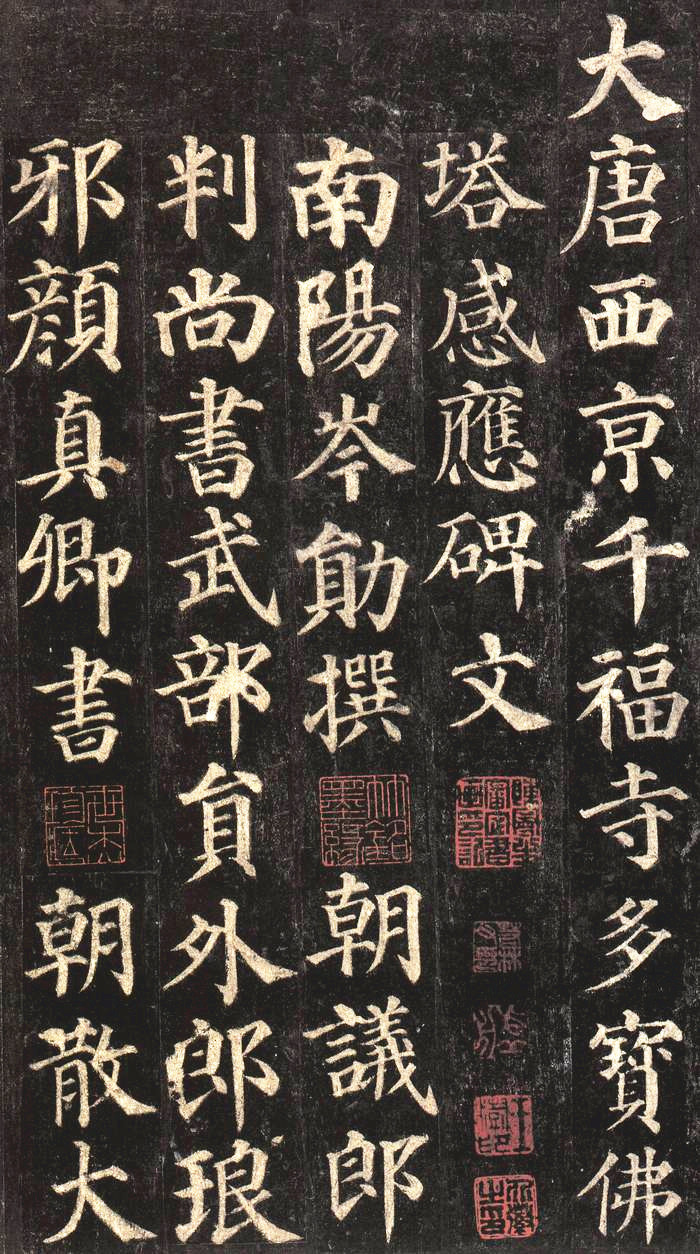 大唐西京千福寺多寶佛
塔感應碑文
南陽岑勛撰朝議郎
判尚書武部員外郎琅
邪顏真卿書朝散大